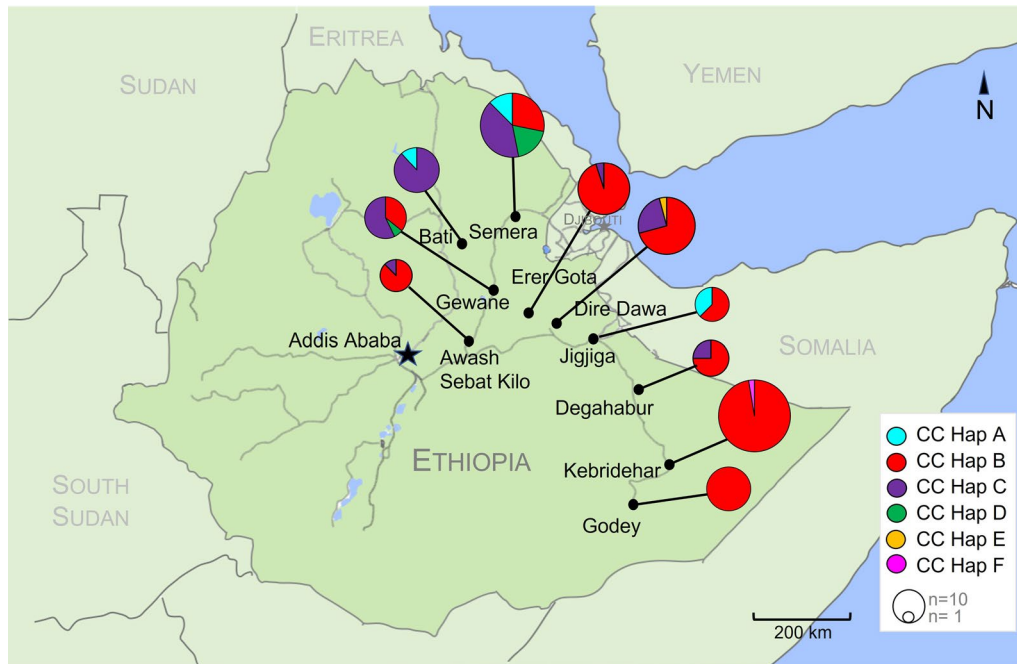 ERITREA
SUDAN
YEMEN
N
DJIBOUTI
Bati
Semera
Erer Gota
Gewane
Dire Dawa
Addis Ababa
Awash
Sebat Kilo
Jigjiga
SOMALIA
Degahabur
ETHIOPIA
Kebridehar
SOUTH
SUDAN
Godey
CC Hap A
CC Hap B
CC Hap C
CC Hap D
CC Hap E
CC Hap F
n=10
n= 1
200 km